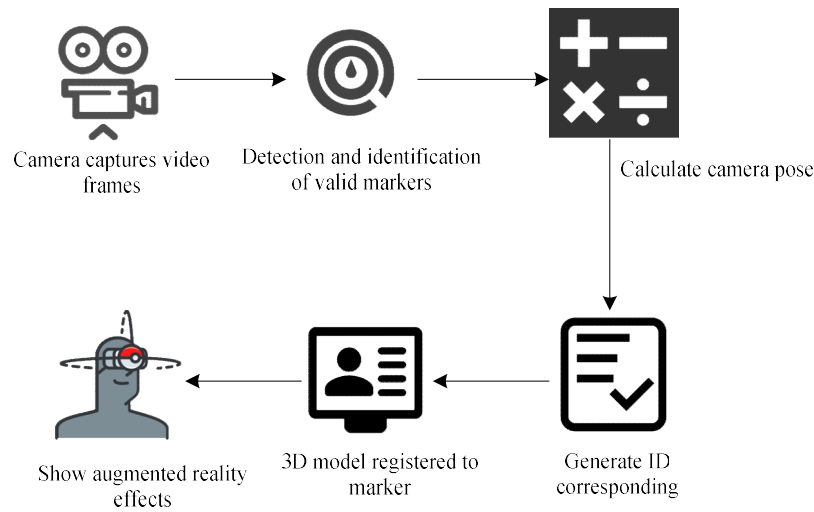 Camera captures video
frames
Detection and identification
of valid markers
Calculate camera pose
Show augmented reality
effects
3D model registered to
marker
Generate ID
corresponding